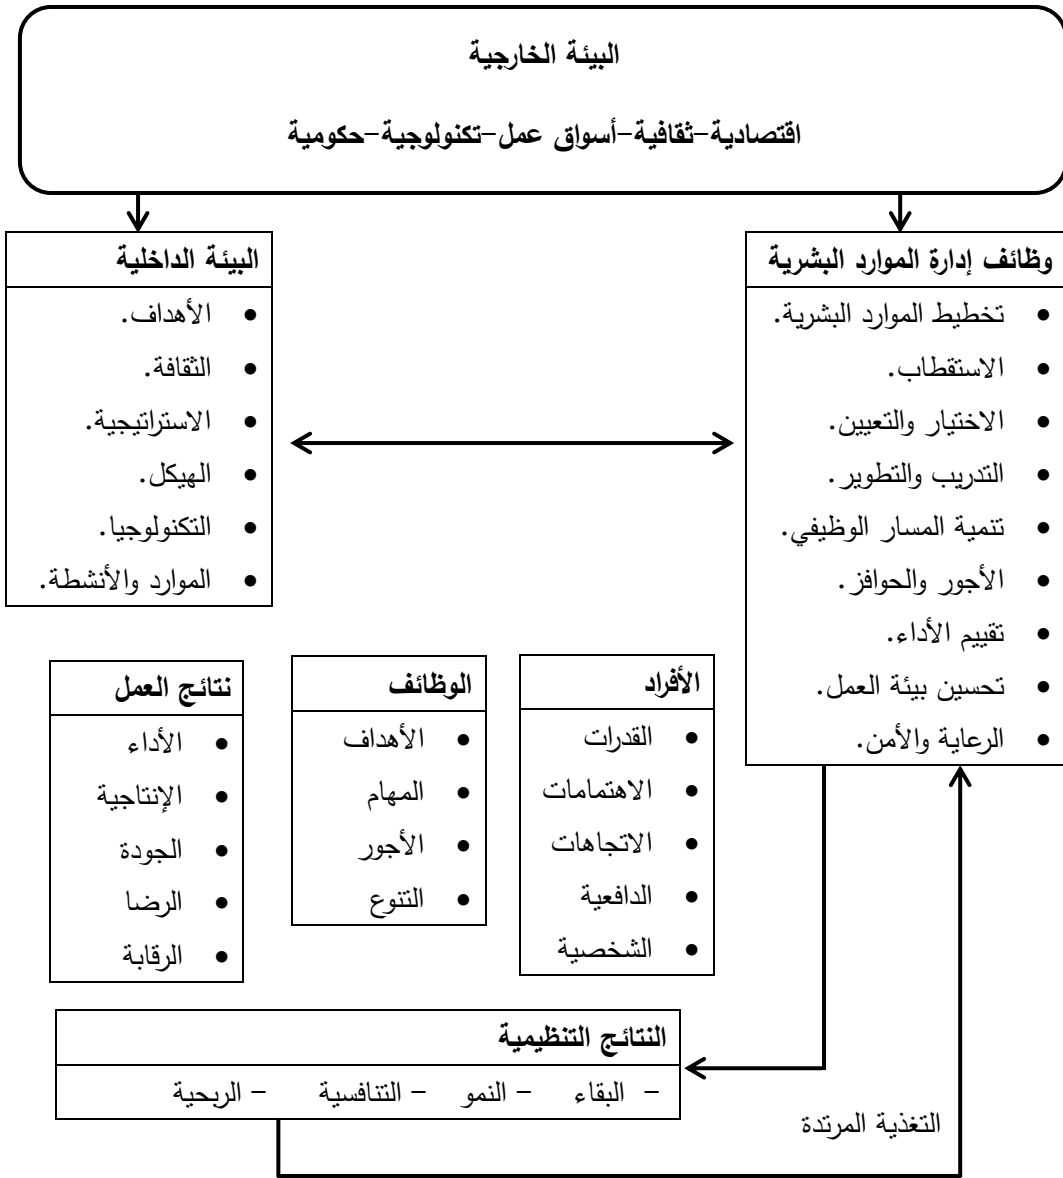 البيئة الخارجية
اقتصادية-ثقافية-أسواق عمل-تكنولوجية-حكومية
وظائف إدارة الموارد البشرية
• تخطيط الموارد البشرية.
• الاستقطاب.
• الاختيار والتعيين.
• التدريب والتطوير.
• تنمية المسار الوظيفي.
• الأجور والحوافز.
• تقييم الأداء.
• تحسين بيئة العمل.
• الرعاية والأمن.
البيئة الداخلية
• الأهداف.
• الثقافة.
• الاستراتيجية.
• الهيكل.
• التكنولوجيا.
• الموارد والأنشطة.
الأفراد
• القدرات
• الاهتمامات
• الاتجاهات
• الدافعية
• الشخصية
الوظائف
• الأهداف
• المهام
• الأجور
• التنوع
نتائج العمل
• الأداء
• الإنتاجية
• الجودة
• الرضا
• الرقابة
النتائج التنظيمية
- البقاء - النمو - التنافسية - الربحية
التغذية المرتدة